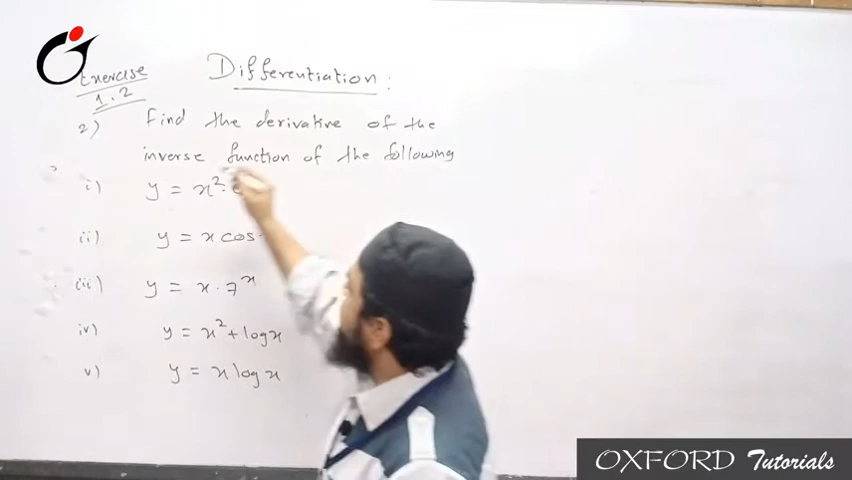 Exercise 1.2
Differentiation:
2) Find the derivative of the
inverse function of the following
i) y = x².e
ii) y = x cos
iii) y = x · 7ˣ
iv) y = x² + log x
v) y = x log x
OXFORD Tutorials